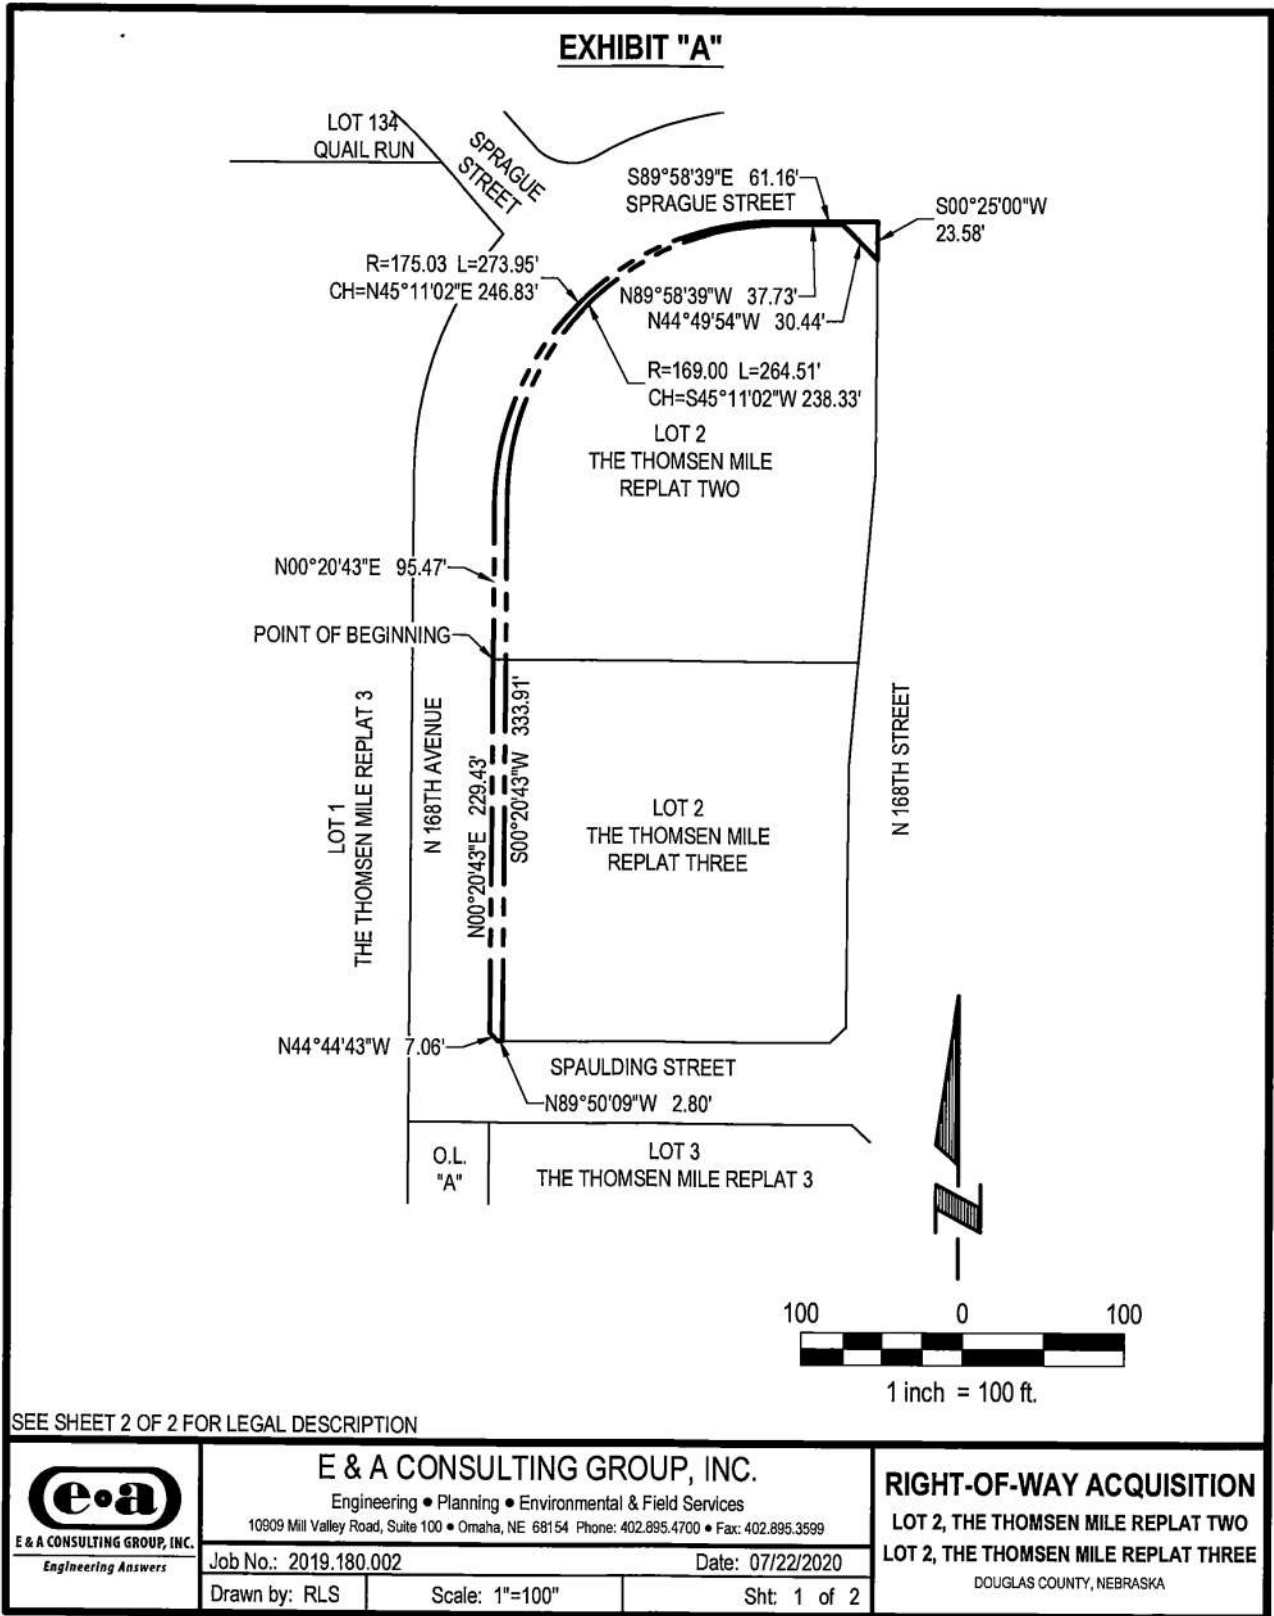 EXHIBIT "A"
LOT 134
QUAIL RUN
SPRAGUE
STREET
S89°58'39"E 61.16'
SPRAGUE STREET
S00°25'00"W
23.58'
R=175.03 L=273.95'
CH=N45°11'02"E 246.83'
N89°58'39"W 37.73'
N44°49'54"W 30.44'
R=169.00 L=264.51'
CH=S45°11'02"W 238.33'
LOT 2
THE THOMSEN MILE
REPLAT TWO
N00°20'43"E 95.47'
POINT OF BEGINNING
LOT 1
THE THOMSEN MILE REPLAT 3
N 168TH AVENUE
N00°20'43"E 229.43'
S00°20'43"W 333.91'
LOT 2
THE THOMSEN MILE
REPLAT THREE
N 168TH STREET
N44°44'43"W 7.06'
SPAULDING STREET
N89°50'09"W 2.80'
O.L.
"A"
LOT 3
THE THOMSEN MILE REPLAT 3
100 0 100
1 inch = 100 ft.
SEE SHEET 2 OF 2 FOR LEGAL DESCRIPTION
e•a
E & A CONSULTING GROUP, INC.
Engineering Answers
E & A CONSULTING GROUP, INC.
Engineering • Planning • Environmental & Field Services
10909 Mill Valley Road, Suite 100 • Omaha, NE 68154 Phone: 402.895.4700 • Fax: 402.895.3599
Job No.: 2019.180.002 Date: 07/22/2020
Drawn by: RLS Scale: 1"=100" Sht: 1 of 2
RIGHT-OF-WAY ACQUISITION
LOT 2, THE THOMSEN MILE REPLAT TWO
LOT 2, THE THOMSEN MILE REPLAT THREE
DOUGLAS COUNTY, NEBRASKA